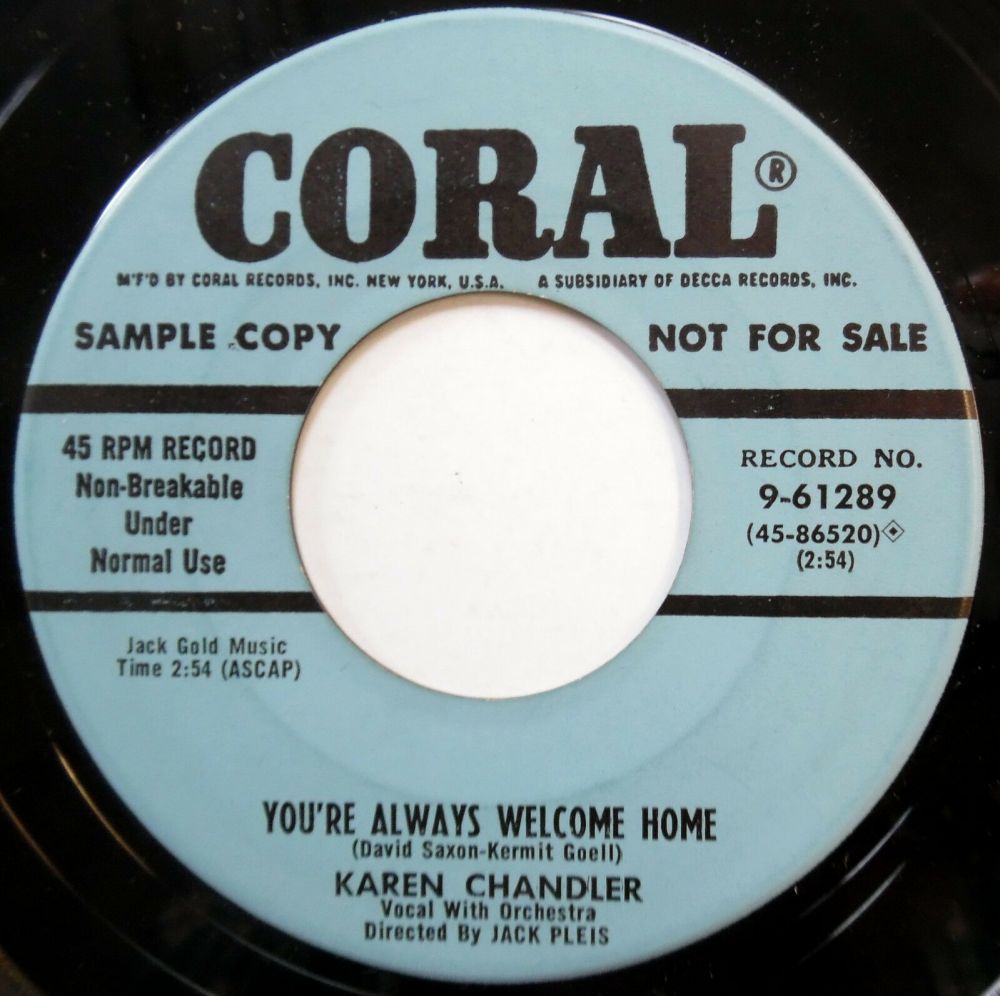 CORAL®
M'F'D BY CORAL RECORDS, INC. NEW YORK, U.S.A. A SUBSIDIARY OF DECCA RECORDS, INC.
SAMPLE COPY
NOT FOR SALE
45 RPM RECORD
Non-Breakable
Under
Normal Use
RECORD NO.
9-61289
(45-86520)
(2:54)
Jack Gold Music
Time 2:54 (ASCAP)
YOU'RE ALWAYS WELCOME HOME
(David Saxon-Kermit Goell)
KAREN CHANDLER
Vocal With Orchestra
Directed By JACK PLEIS